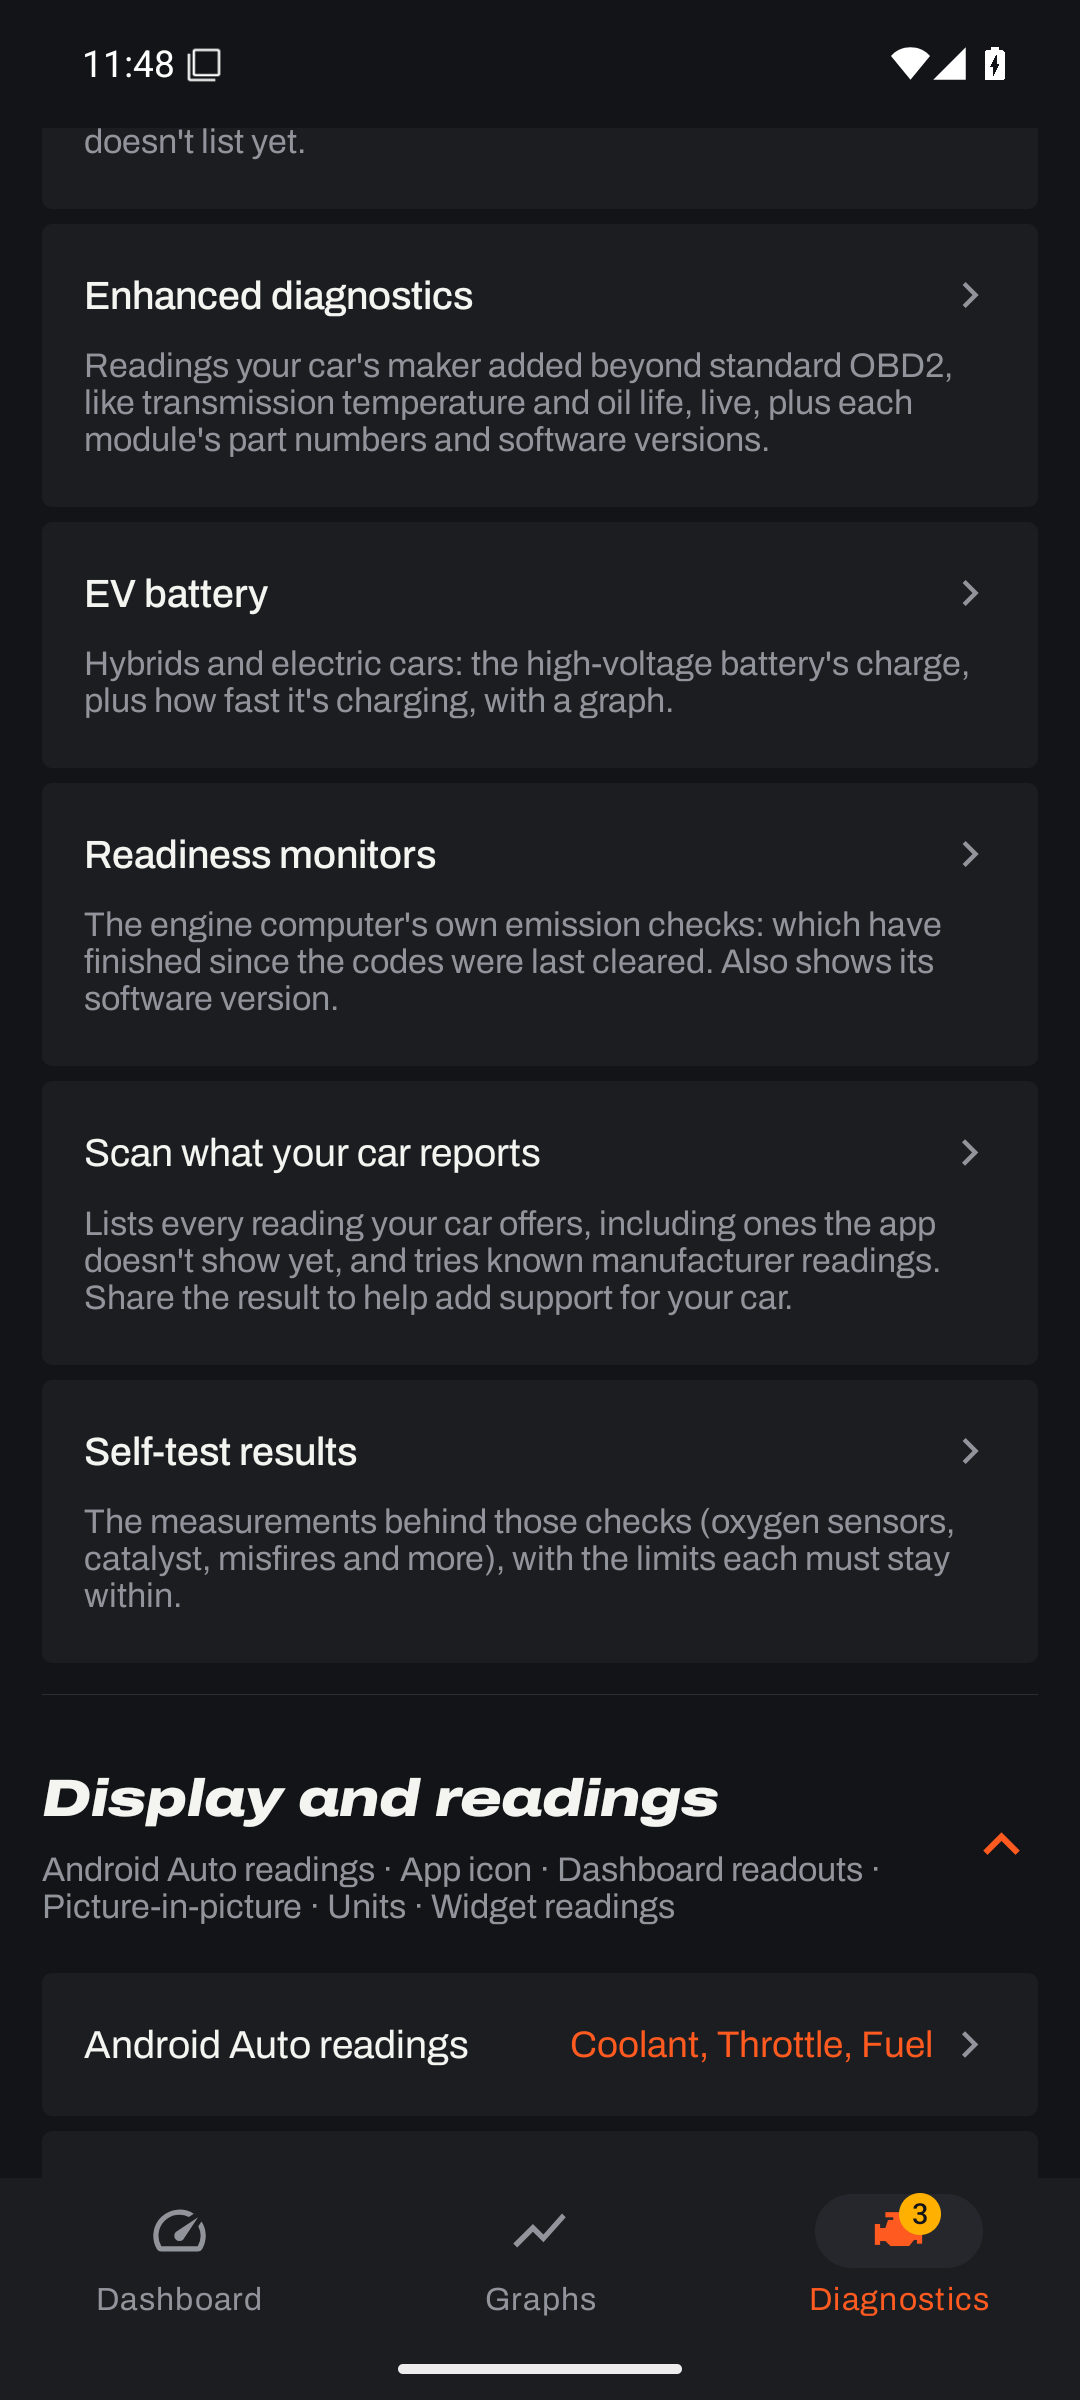 11:48
doesn't list yet.
Enhanced diagnostics
Readings your car's maker added beyond standard OBD2,
like transmission temperature and oil life, live, plus each
module's part numbers and software versions.
EV battery
Hybrids and electric cars: the high-voltage battery's charge,
plus how fast it's charging, with a graph.
Readiness monitors
The engine computer's own emission checks: which have
finished since the codes were last cleared. Also shows its
software version.
Scan what your car reports
Lists every reading your car offers, including ones the app
doesn't show yet, and tries known manufacturer readings.
Share the result to help add support for your car.
Self-test results
The measurements behind those checks (oxygen sensors,
catalyst, misfires and more), with the limits each must stay
within.
Display and readings
Android Auto readings · App icon · Dashboard readouts ·
Picture-in-picture · Units · Widget readings
Android Auto readings Coolant, Throttle, Fuel
3
Dashboard Graphs Diagnostics